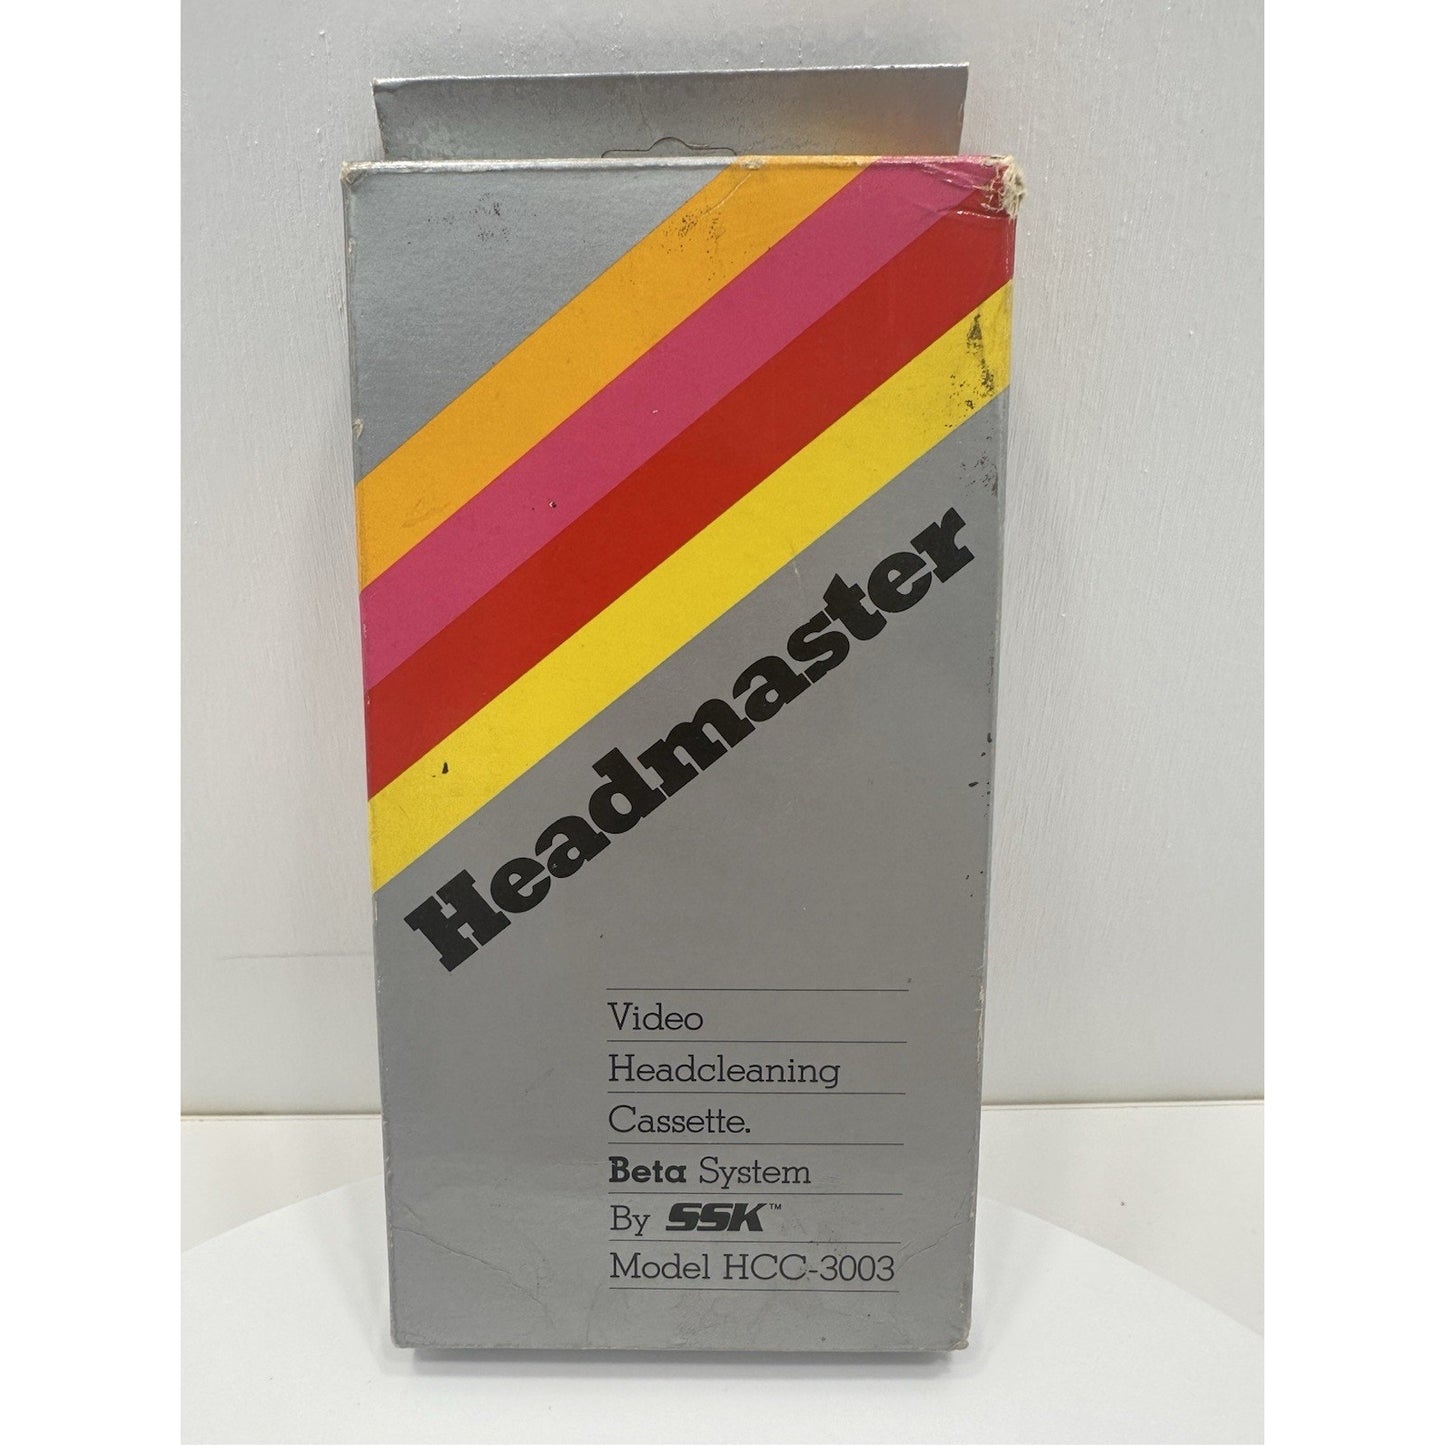 Headmaster
Video
Headcleaning
Cassette.
Beta System
By SSK™
Model HCC-3003